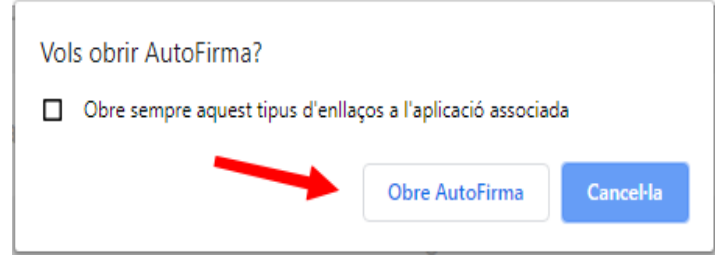 Vols obrir AutoFirma?
Obre sempre aquest tipus d'enllaços a l'aplicació associada
Obre AutoFirma
Cancel·la